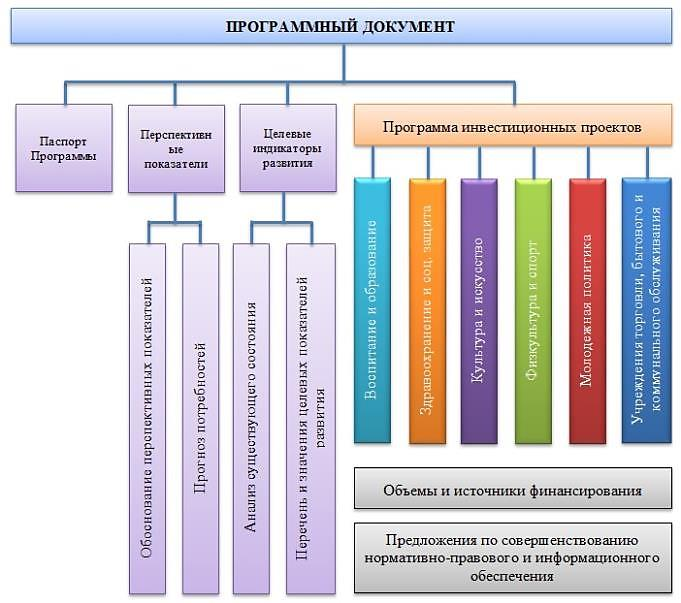 ПРОГРАММНЫЙ ДОКУМЕНТ
Паспорт
Программы
Перспективн
ые
показатели
Целевые
индикаторы
развития
Программа инвестиционных проектов
Обоснование перспективных показателей
Прогноз потребностей
Анализ существующего состояния
Перечень и значения целевых показателей
развития
Воспитание и образование
Здравоохранение и соц. защита
Культура и искусство
Физкультура и спорт
Молодежная политика
Учреждения торговли, бытового и
коммунального обслуживания
Объемы и источники финансирования
Предложения по совершенствованию
нормативно-правового и информационного
обеспечения